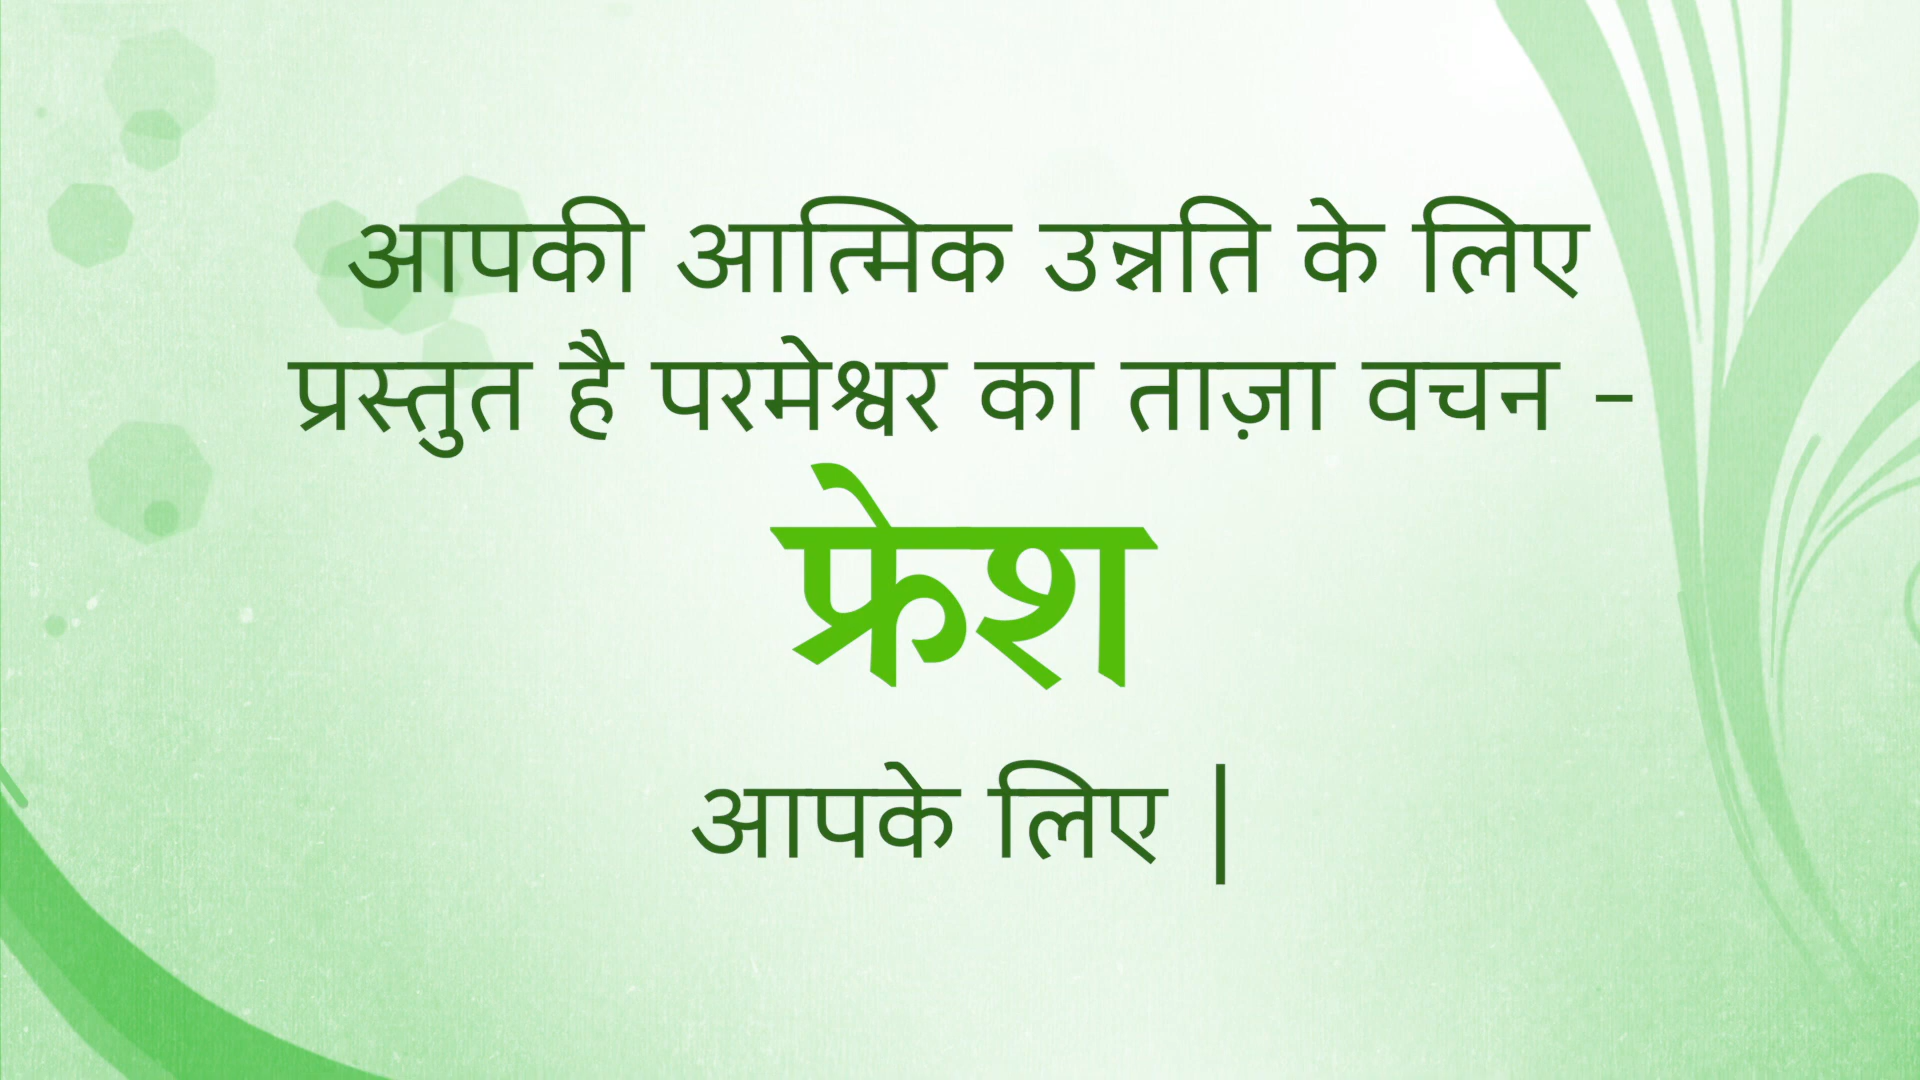 आपकी आत्मिक उन्नति के लिए
प्रस्तुत है परमेश्वर का ताज़ा वचन –
फ्रेश
आपके लिए |